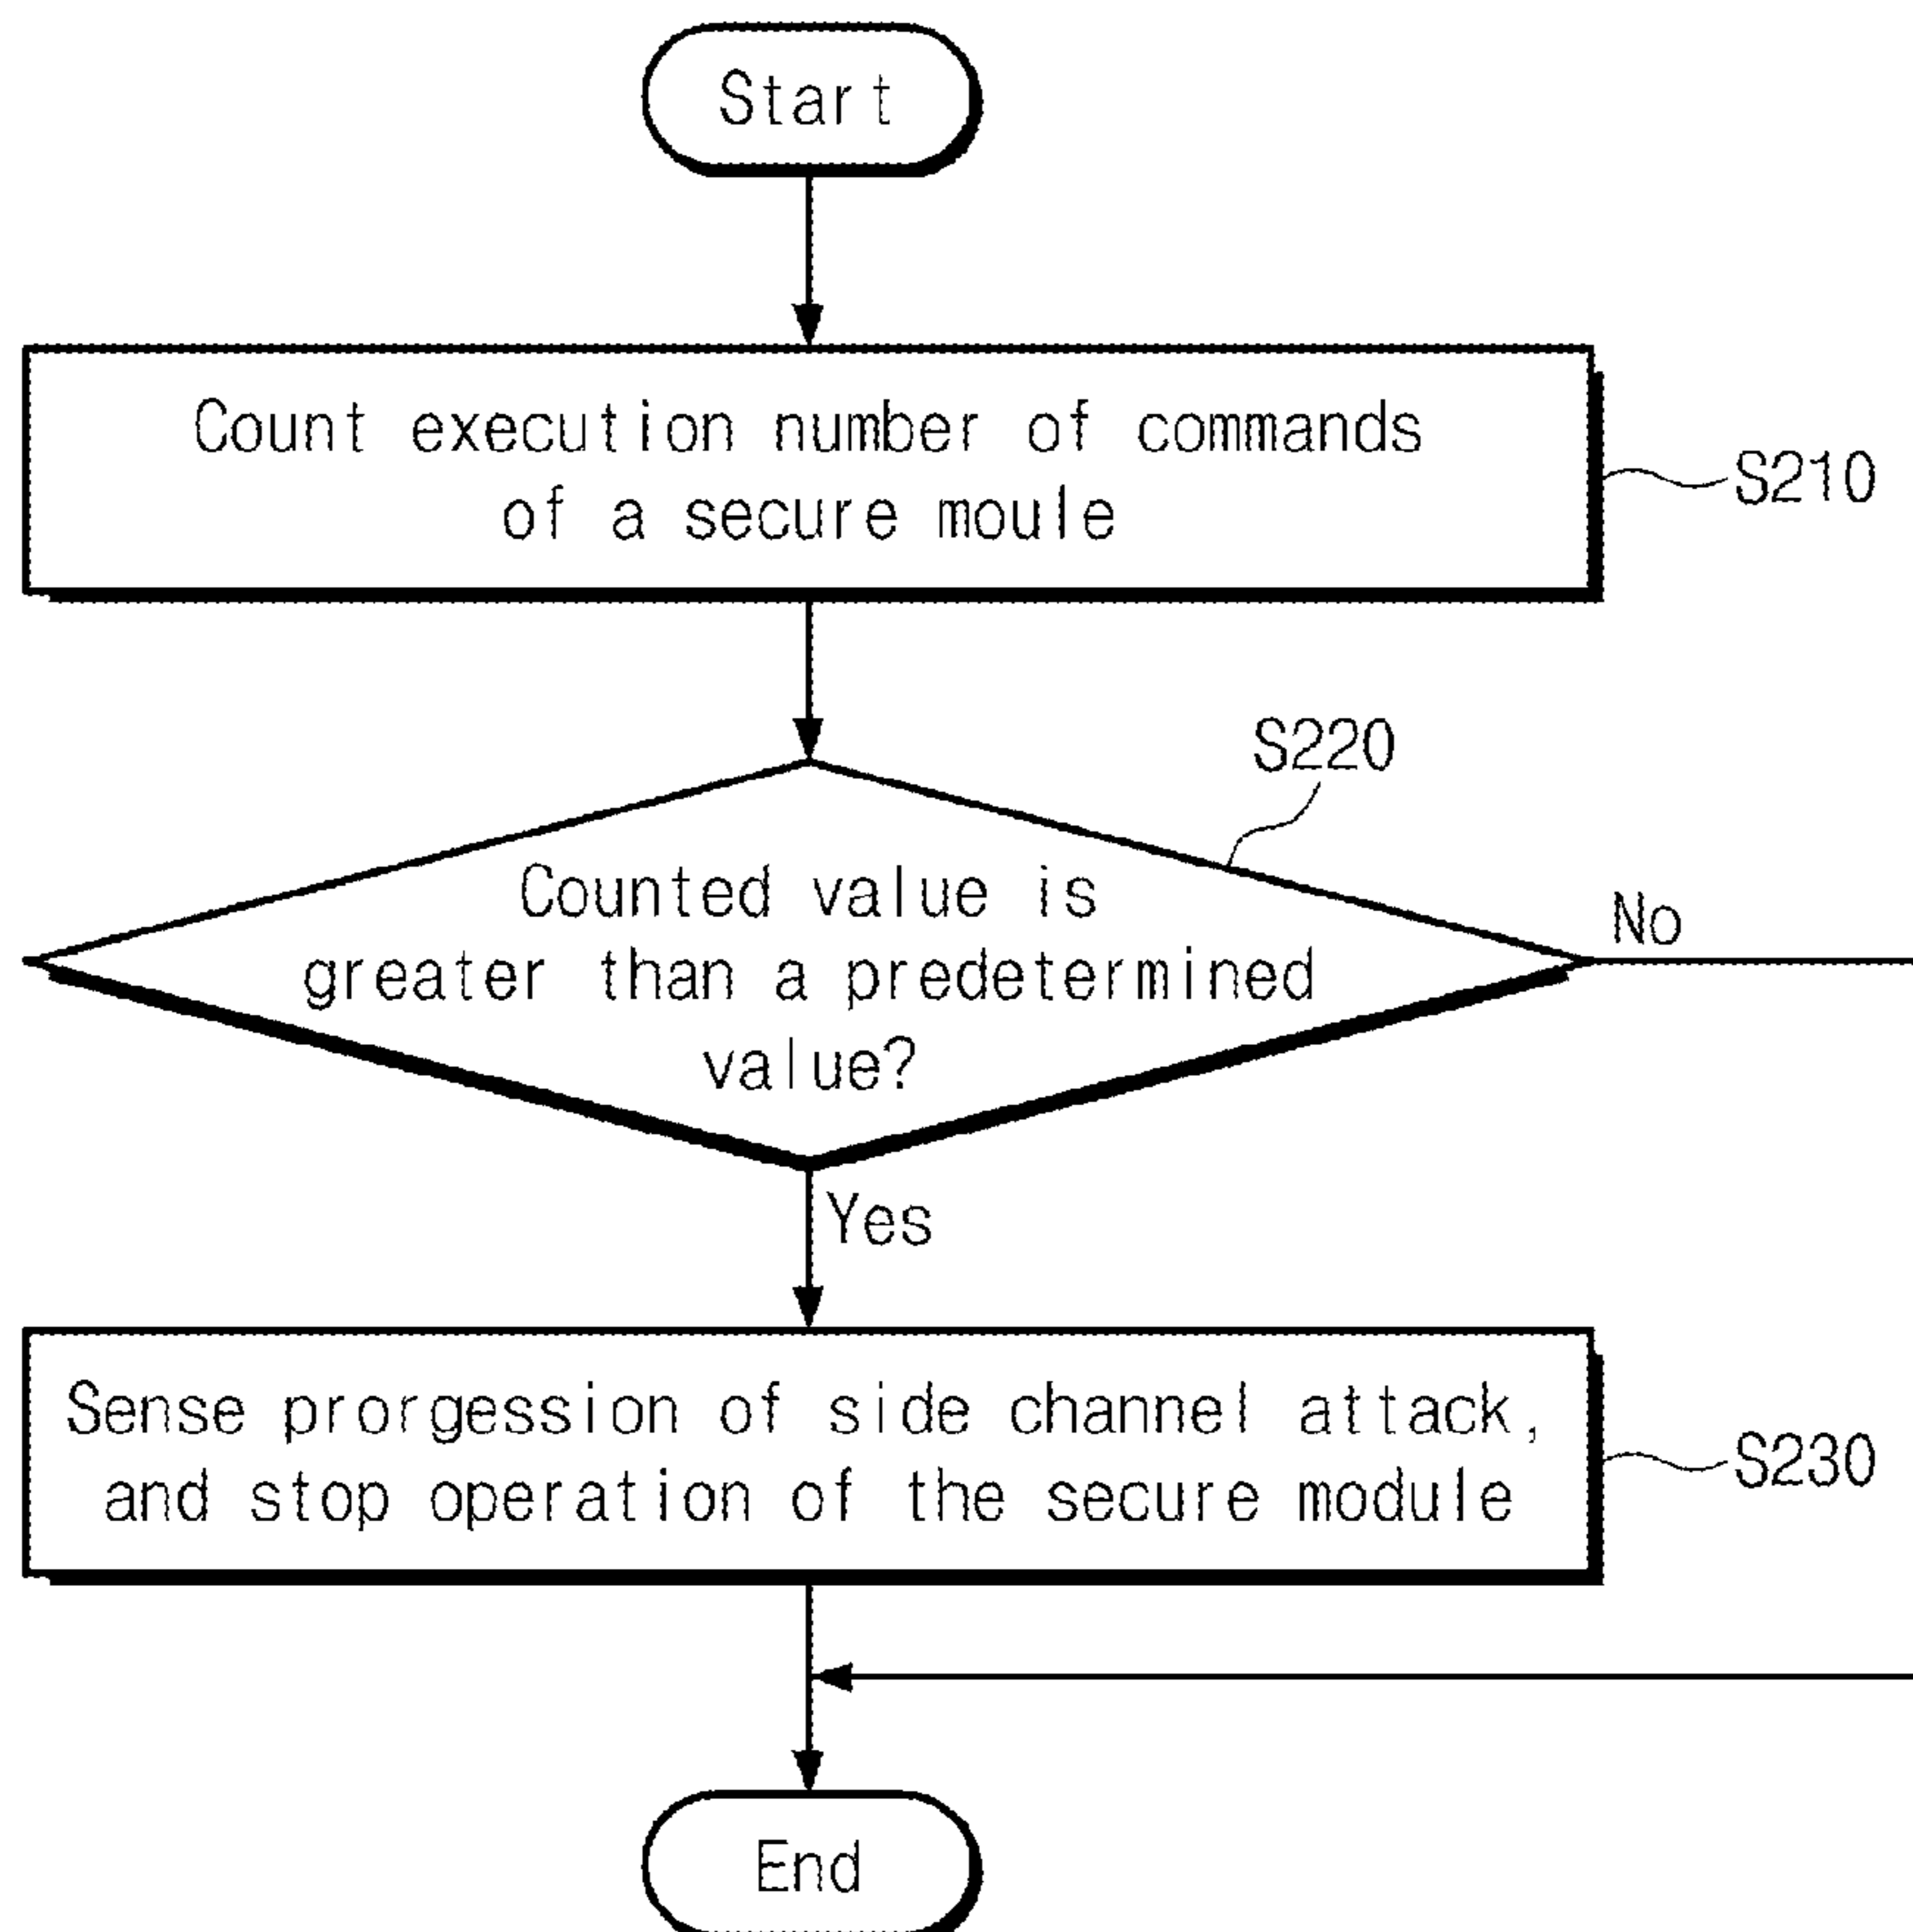 Start
Count execution number of commands
of a secure moule
S210
S220
Counted value is
greater than a predetermined
value?
No
Yes
Sense prorgession of side channel attack,
and stop operation of the secure module
S230
End